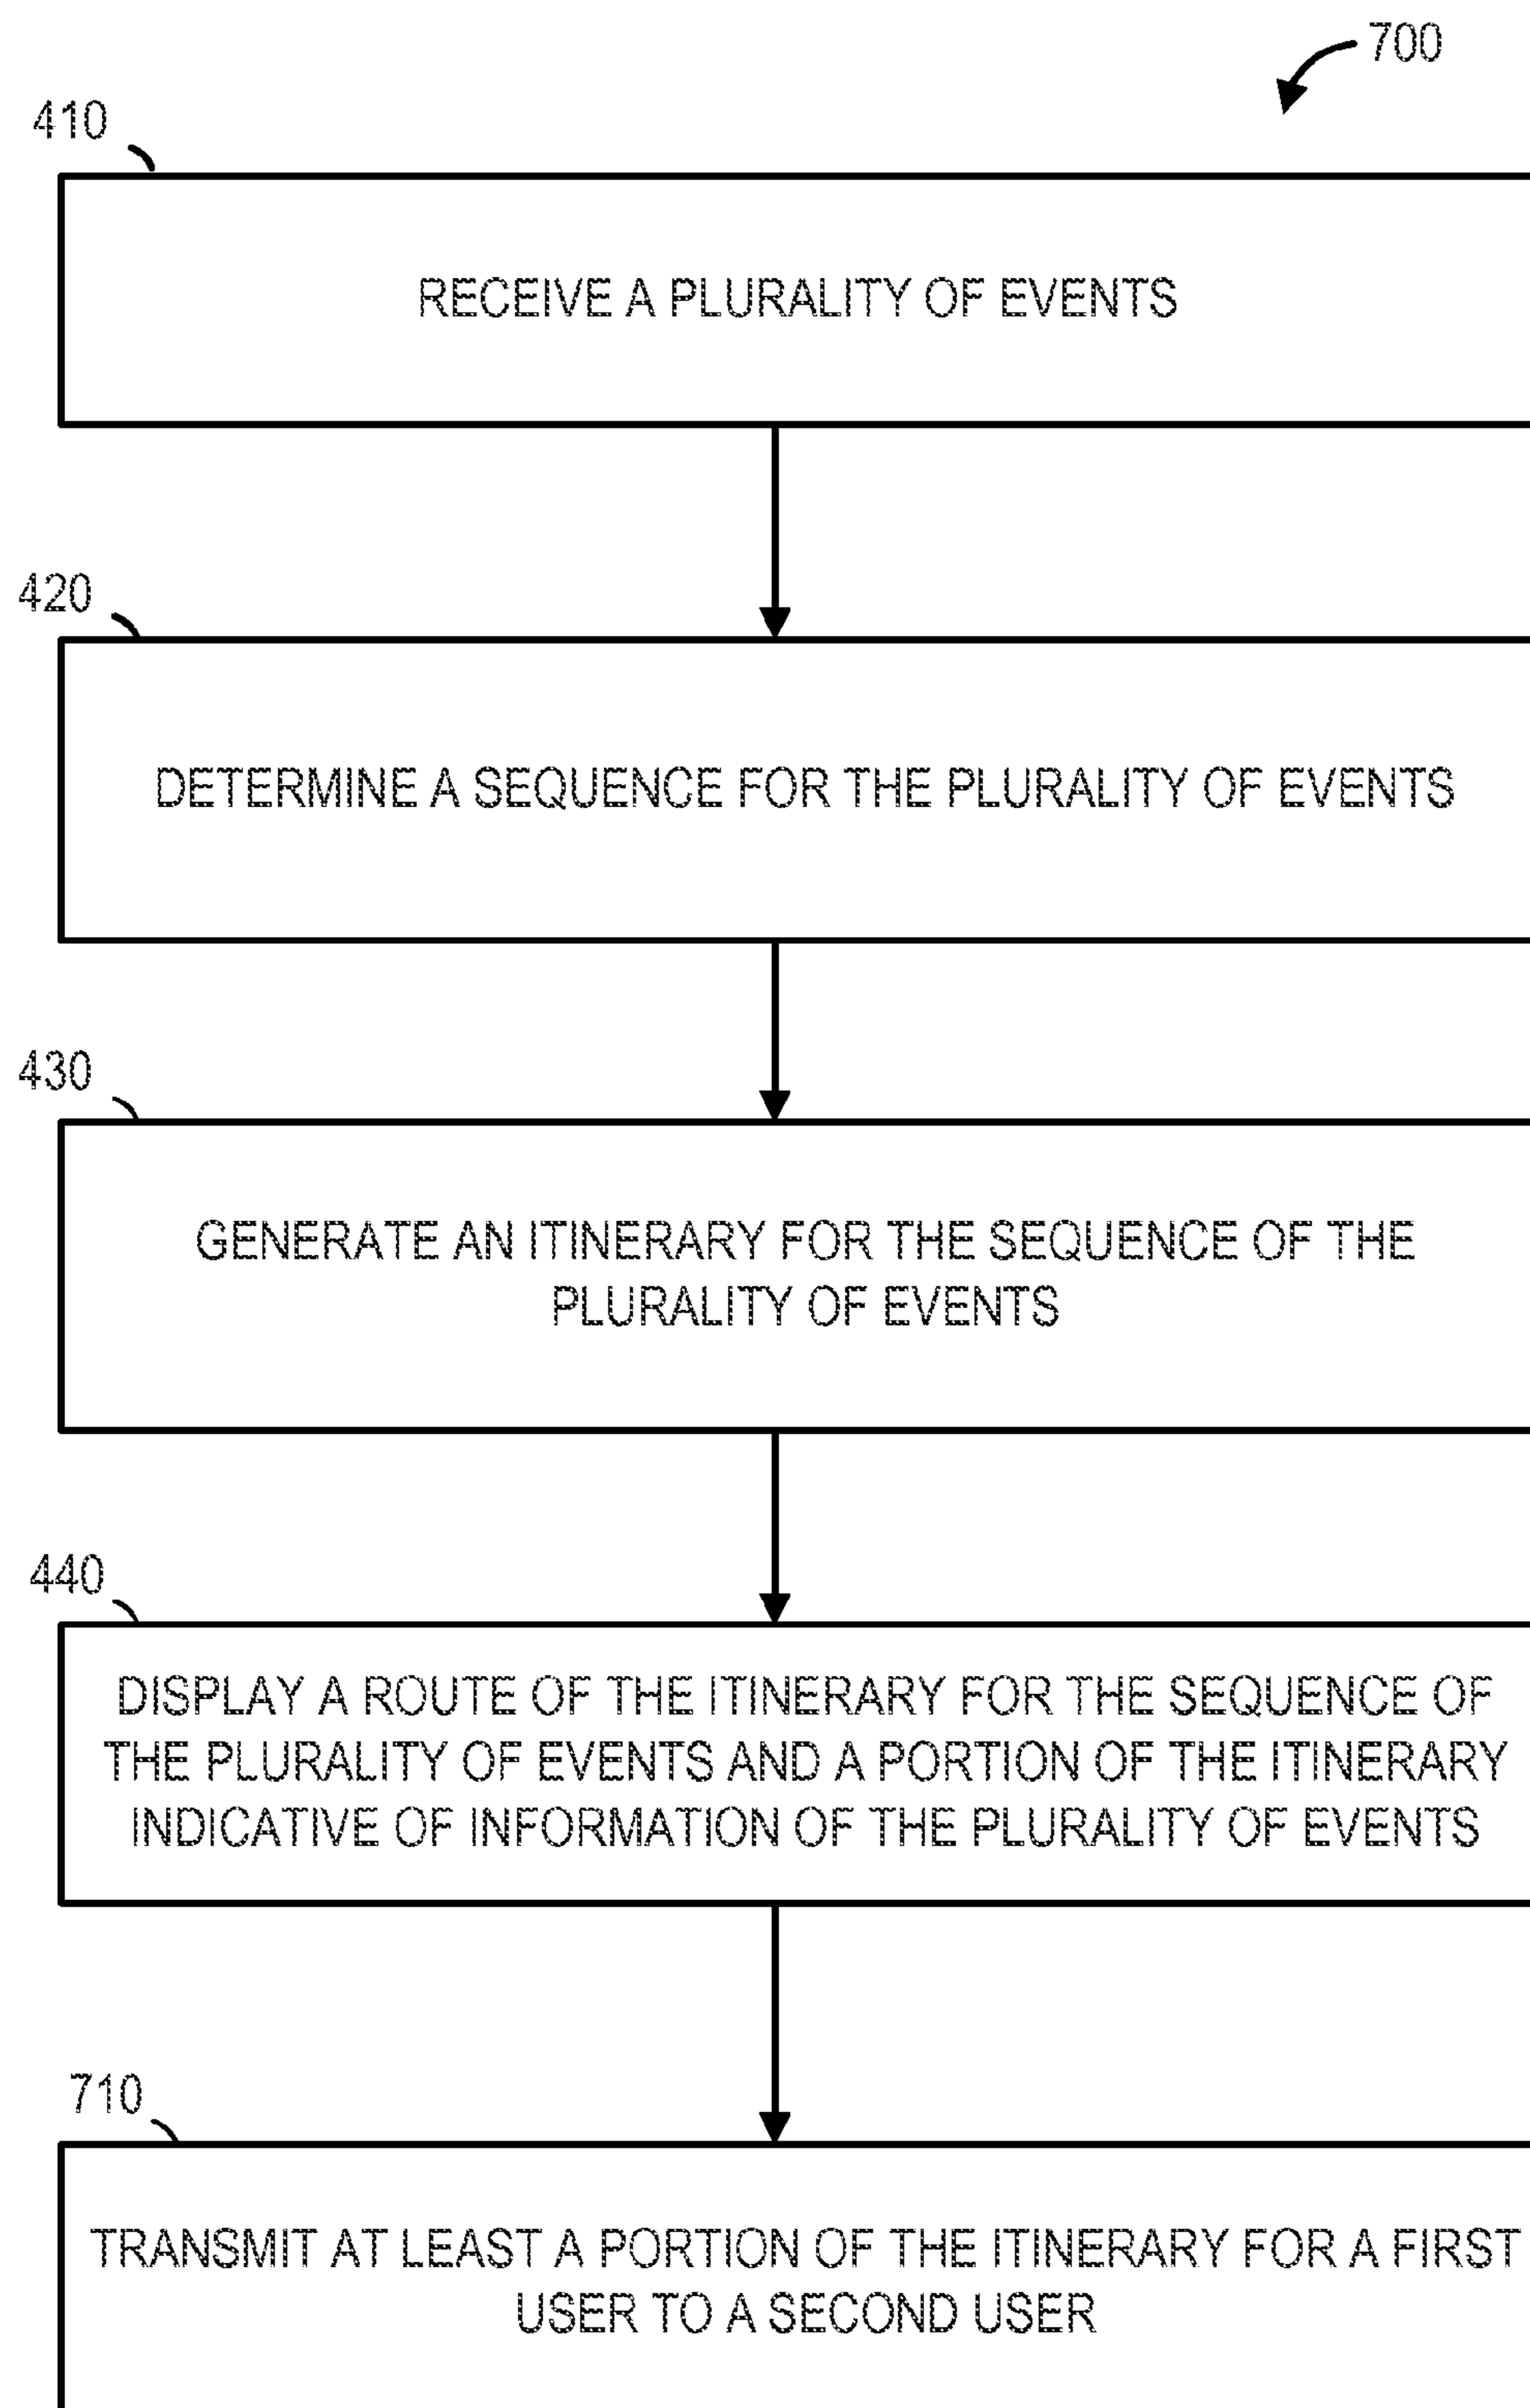 700
410
RECEIVE A PLURALITY OF EVENTS
420
DETERMINE A SEQUENCE FOR THE PLURALITY OF EVENTS
430
GENERATE AN ITINERARY FOR THE SEQUENCE OF THE
PLURALITY OF EVENTS
440
DISPLAY A ROUTE OF THE ITINERARY FOR THE SEQUENCE OF
THE PLURALITY OF EVENTS AND A PORTION OF THE ITINERARY
INDICATIVE OF INFORMATION OF THE PLURALITY OF EVENTS
710
TRANSMIT AT LEAST A PORTION OF THE ITINERARY FOR A FIRST
USER TO A SECOND USER